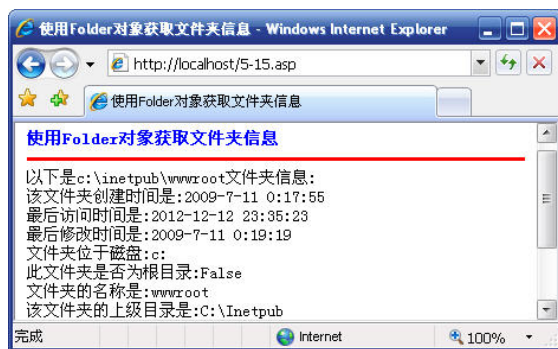 使用Folder对象获取文件夹信息 - Windows Internet Explorer
http://localhost/5-15.asp
使用Folder对象获取文件夹信息
使用Folder对象获取文件夹信息
以下是c:\inetpub\wwwroot文件夹信息:
该文件夹创建时间是:2009-7-11 0:17:55
最后访问时间是:2012-12-12 23:35:23
最后修改时间是:2009-7-11 0:19:19
文件夹位于磁盘:c:
此文件夹是否为根目录:False
文件夹的名称是:wwwroot
该文件夹的上级目录是:C:\Inetpub
完成 Internet 100%